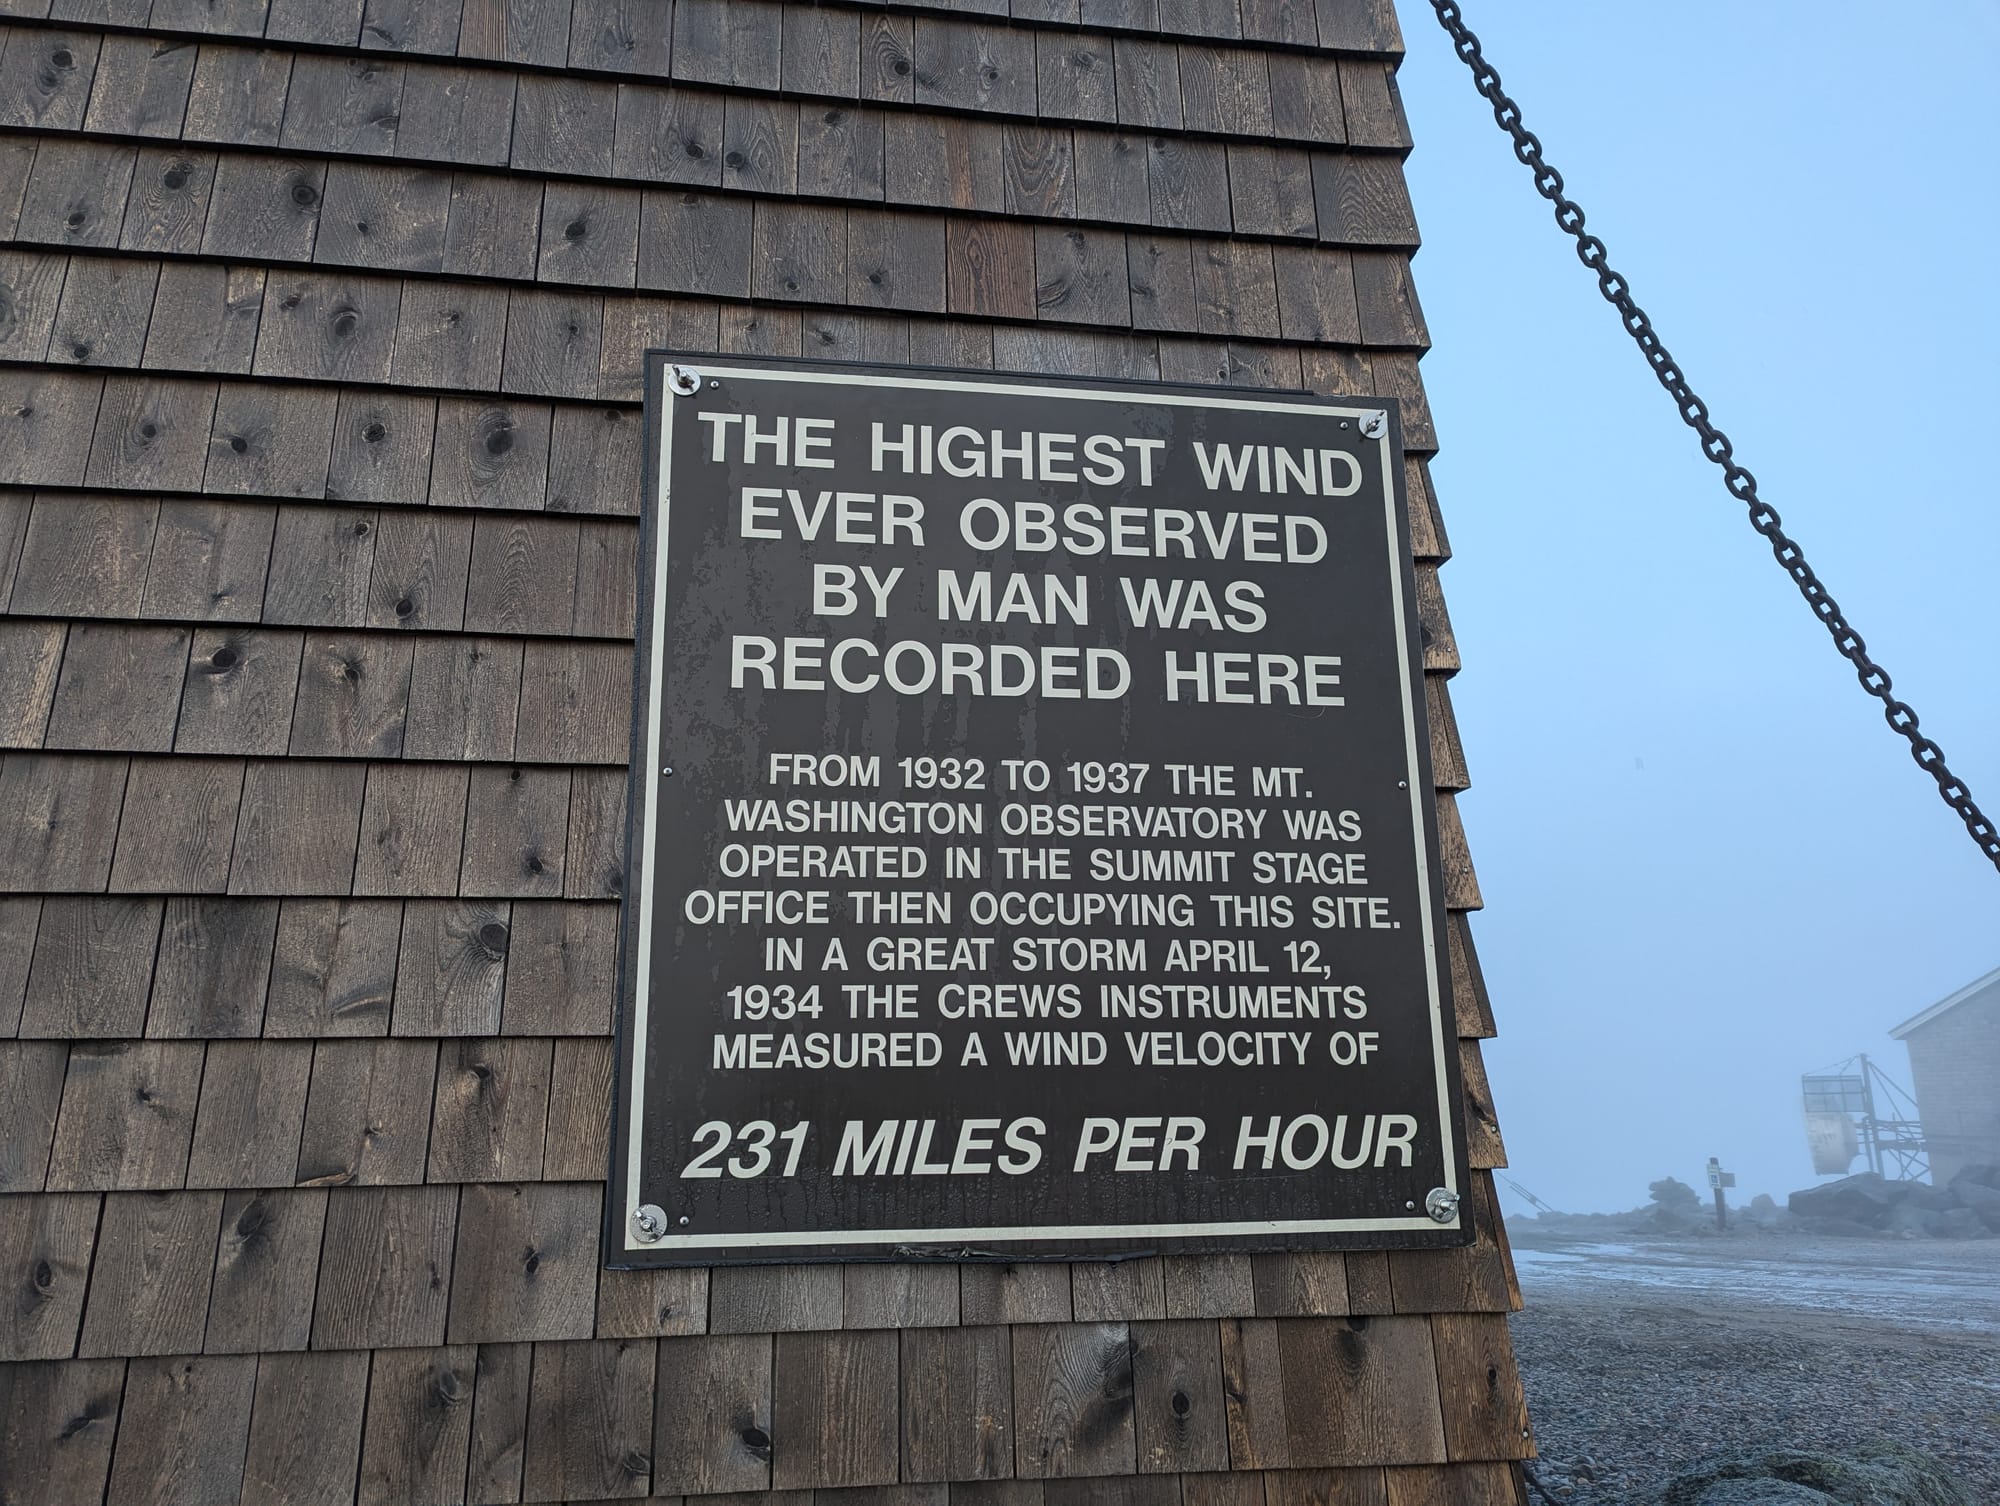 THE HIGHEST WIND
EVER OBSERVED
BY MAN WAS
RECORDED HERE
FROM 1932 TO 1937 THE MT.
WASHINGTON OBSERVATORY WAS
OPERATED IN THE SUMMIT STAGE
OFFICE THEN OCCUPYING THIS SITE.
IN A GREAT STORM APRIL 12,
1934 THE CREWS INSTRUMENTS
MEASURED A WIND VELOCITY OF
231 MILES PER HOUR